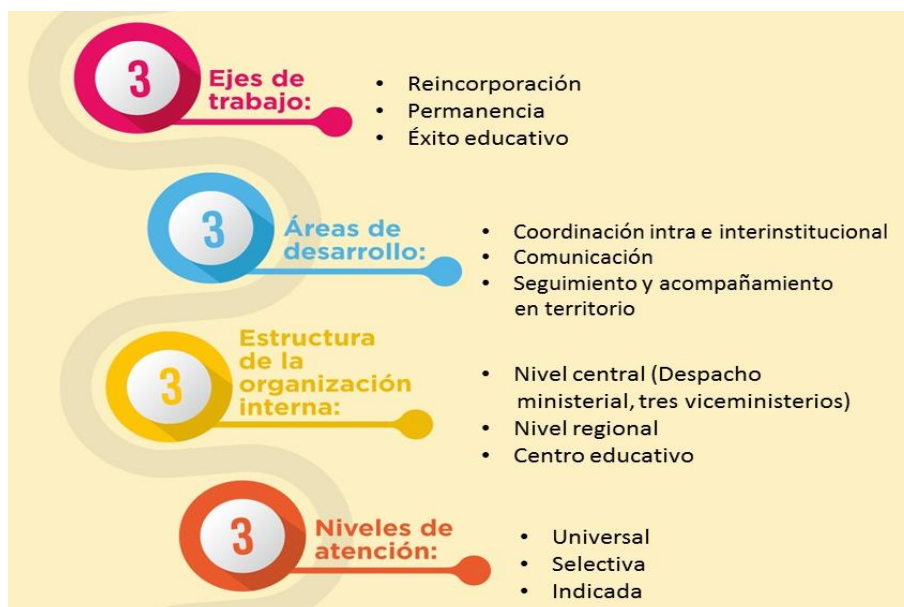 3
Ejes de
trabajo:
• Reincorporación
• Permanencia
• Éxito educativo
3
Áreas de
desarrollo:
• Coordinación intra e interinstitucional
• Comunicación
• Seguimiento y acompañamiento
en territorio
3
Estructura
de la
organización
interna:
• Nivel central (Despacho
ministerial, tres viceministerios)
• Nivel regional
• Centro educativo
3
Niveles de
atención:
• Universal
• Selectiva
• Indicada